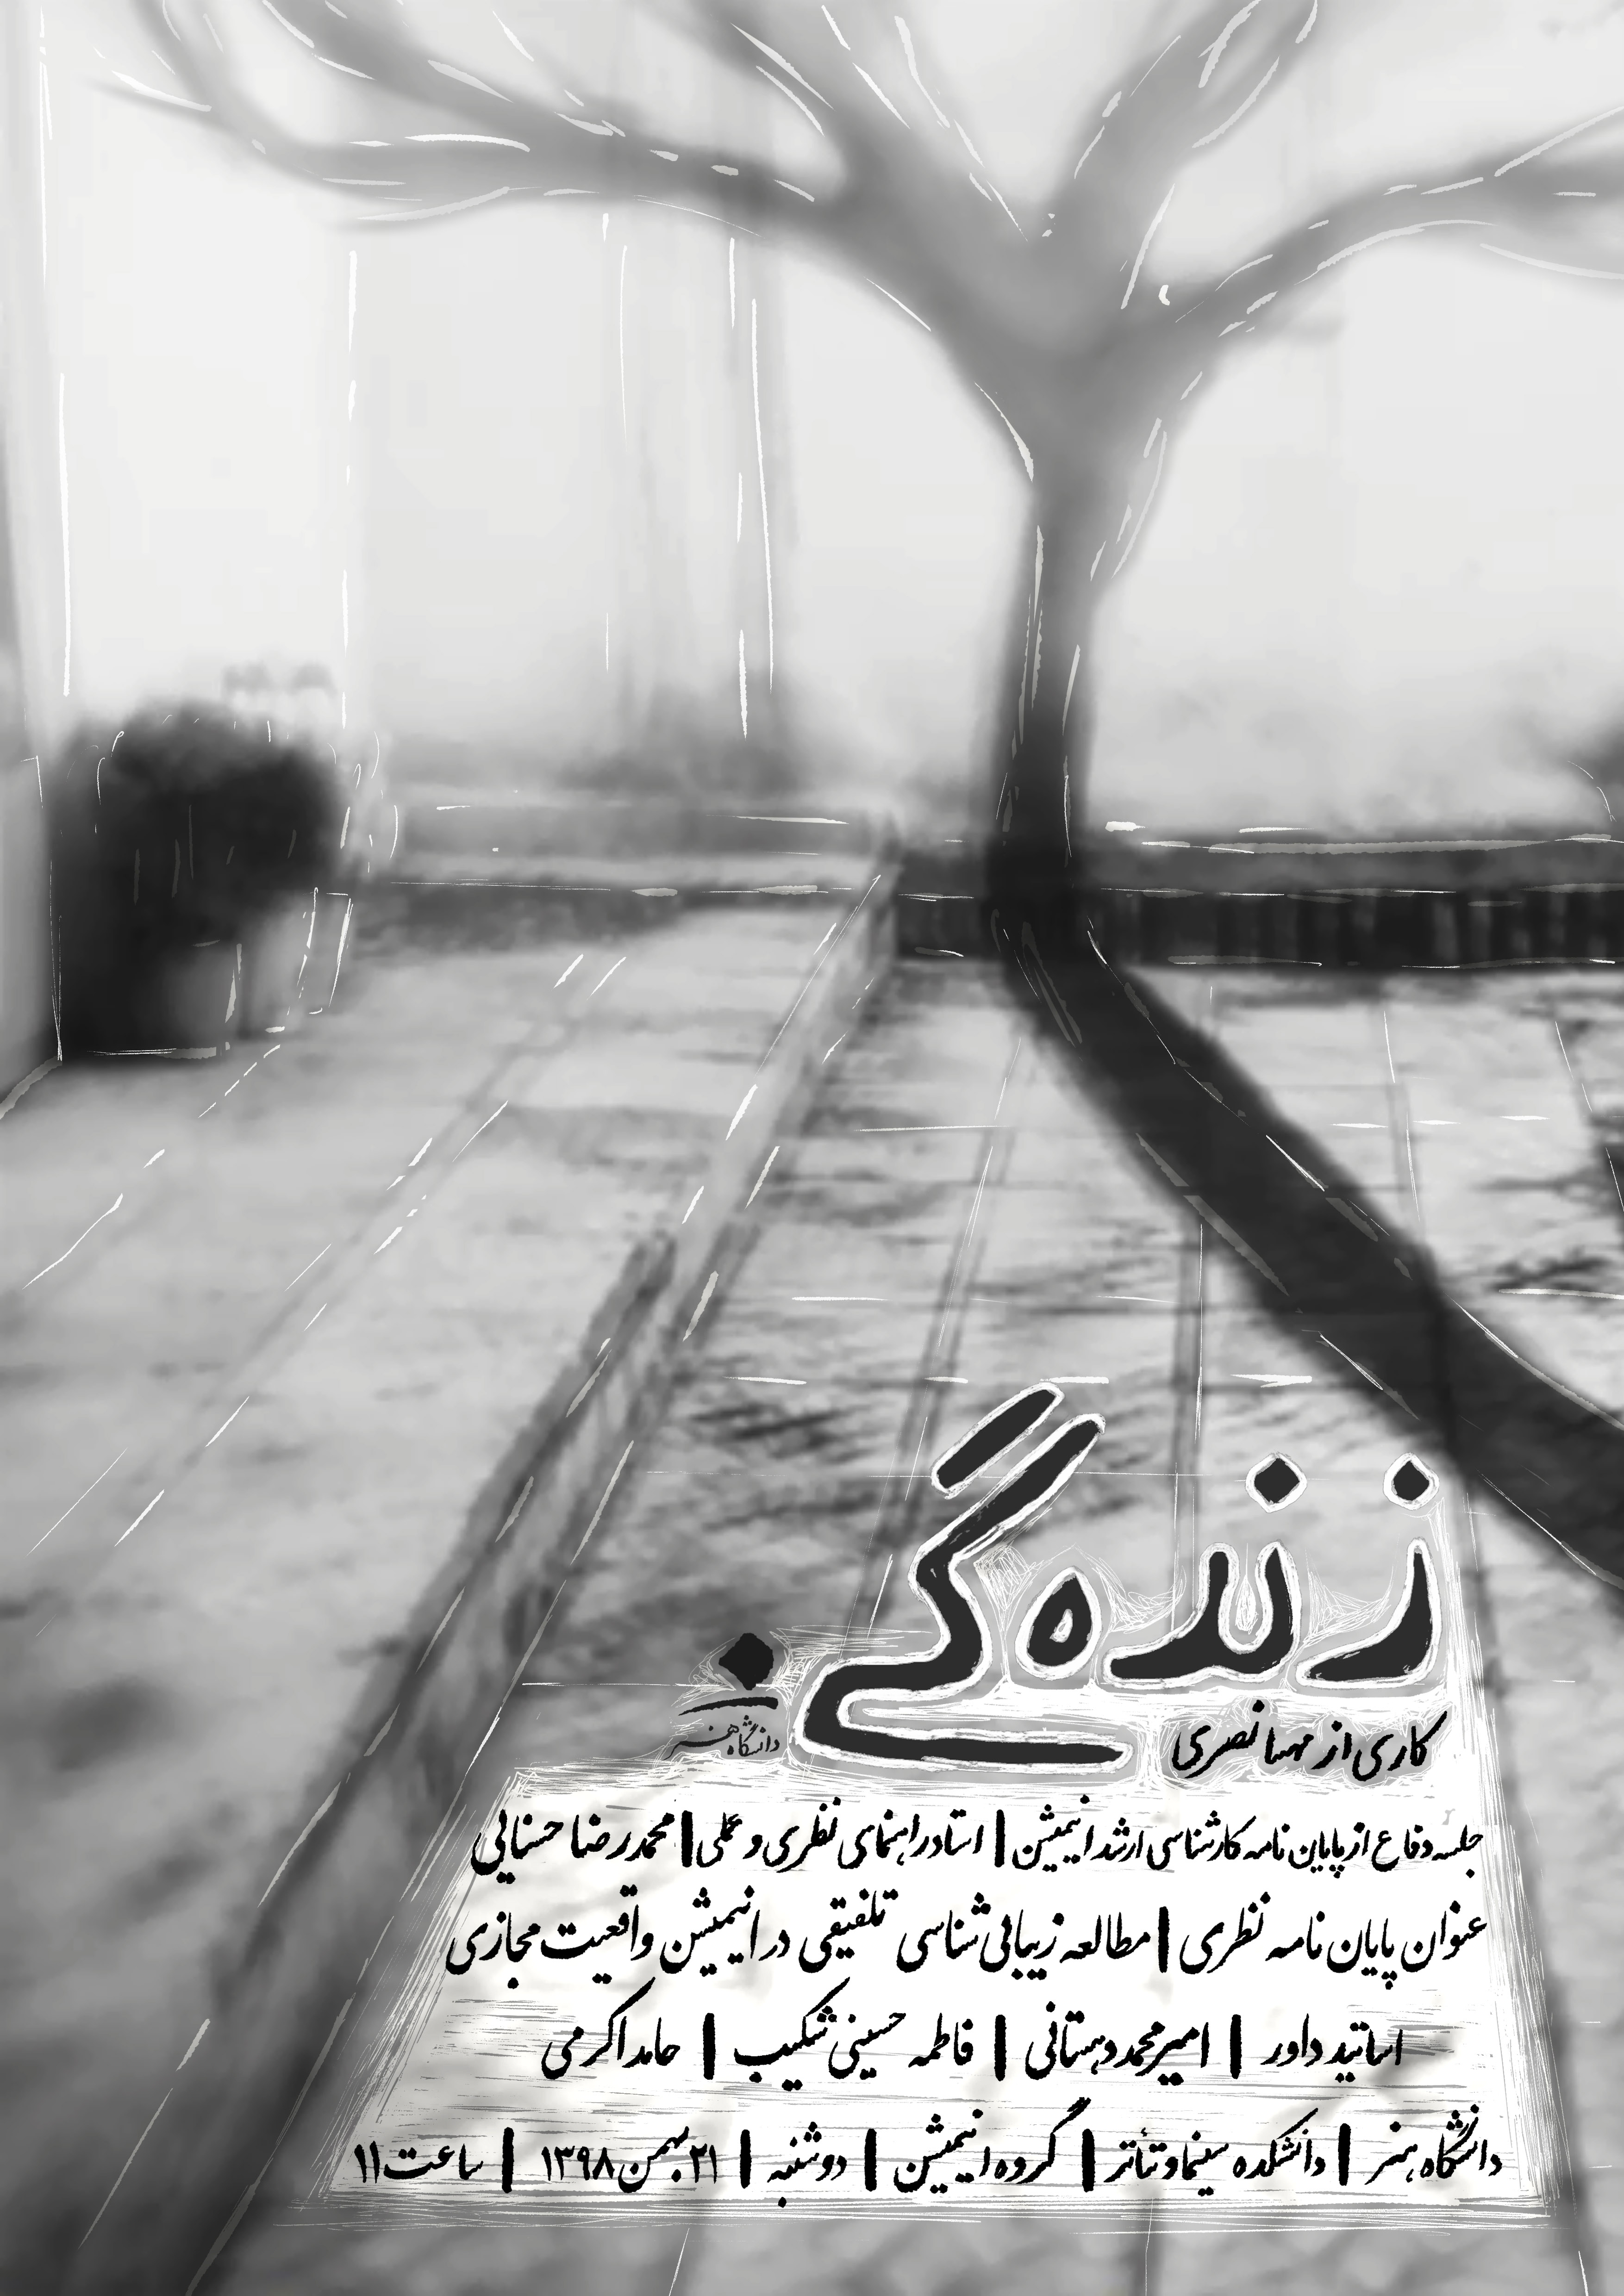 زنده‌گی
کاری از مهسا نصری
دانشگاه هنر
جلسه دفاع از پایان نامه کارشناسی ارشد انیمیشن | استاد راهنمای نظری و عملی | محمدرضا حسنایی
عنوان پایان نامه نظری | مطالعه زیبائی شناسی تلفیقی در انیمیشن واقعیت مجازی
اساتید داور | امیرمحمد دهستانی | فاطمه حسینی شکیب | حامد اکرمی
دانشگاه هنر | دانشکده سینما و تئاتر | گروه انیمیشن | دوشنبه | ۲۱ بهمن ۱۳۹۸ | ساعت ۱۱